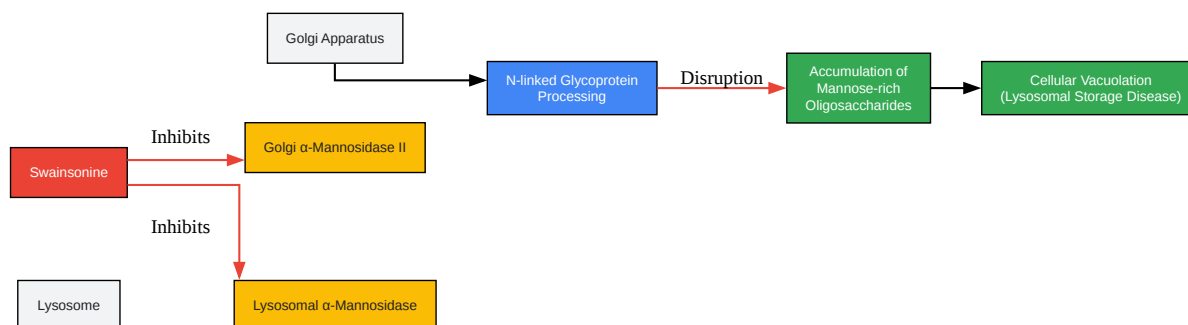 Golgi Apparatus
N-linked Glycoprotein
Processing
Disruption
Accumulation of
Mannose-rich
Oligosaccharides
Cellular Vacuolation
(Lysosomal Storage Disease)
Inhibits
Golgi α-Mannosidase II
Swainsonine
Inhibits
Lysosome
Lysosomal α-Mannosidase